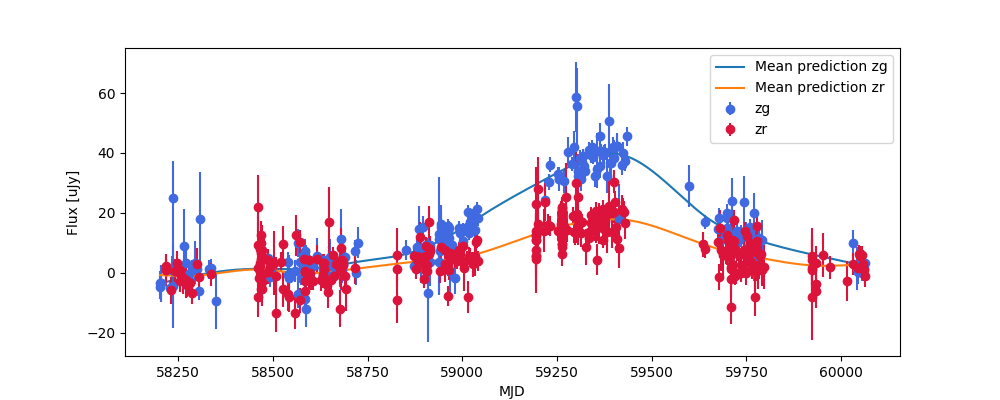 Mean prediction zg
Mean prediction zr
zg
zr
Flux [uJy]
60
40
20
0
−20
58250 58500 58750 59000 59250 59500 59750 60000
MJD